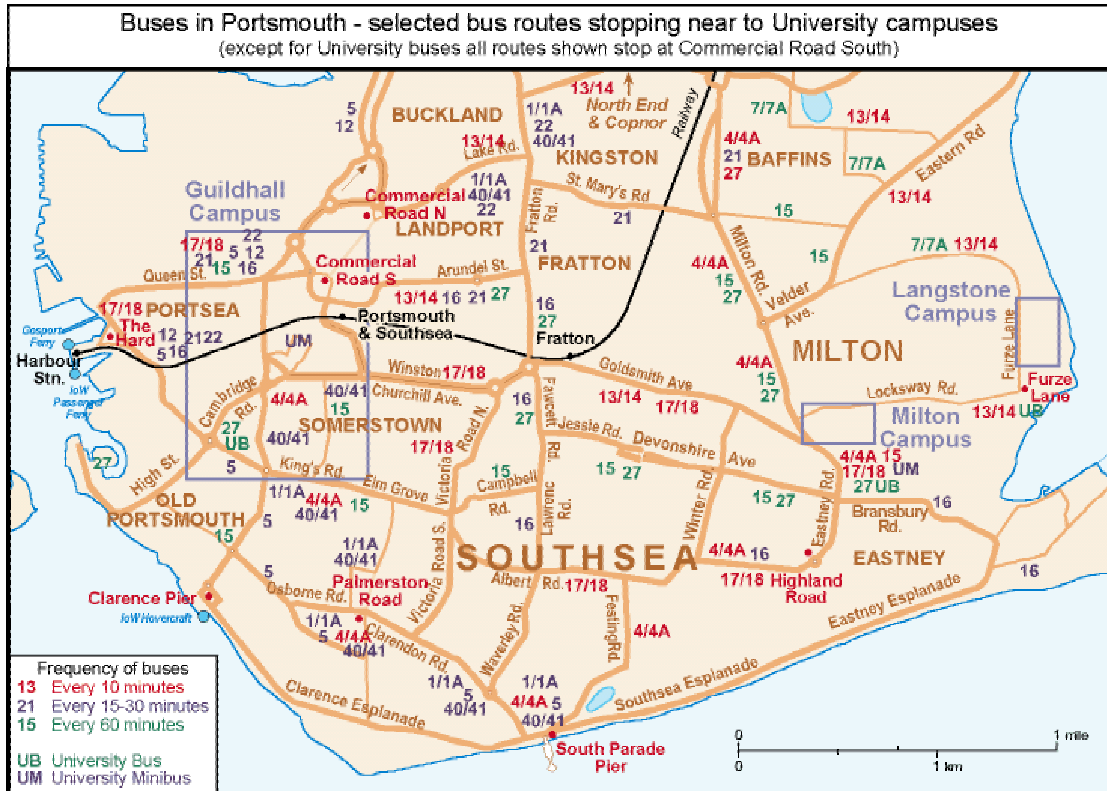 Buses in Portsmouth - selected bus routes stopping near to University campuses
(except for University buses all routes shown stop at Commercial Road South)
13/14
North End
& Copnor
Railway
5
12
BUCKLAND
1/1A
22
40/41
7/7A
13/14
13/14
Lake Rd.
KINGSTON
4/4A
21
27
BAFFINS
7/7A
Eastern Rd
Guildhall
Campus
Commercial
Road N
1/1A
40/41
22
St. Mary's Rd
21
13/14
LANDPORT
Fratton
Rd.
15
17/18
22
21
5
12
15
16
21
FRATTON
Milton Rd.
15
7/7A
13/14
Queen St.
Commercial
Road S
Arundel St.
4/4A
15
27
13/14
16
21
27
Velder
Ave.
Langstone
Campus
PORTSEA
17/18
The
Hard
16
27
Portsmouth
& Southsea
Fratton
Gosport
Ferry
Harbour
Stn.
12
21
22
5
16
UM
MILTON
Furze Lane
IoW
Passenger
Ferry
Winston
17/18
Churchill Ave.
Goldsmith Ave
4/4A
15
27
Locksway Rd.
Furze
Lane
Cambridge
Rd.
4/4A
40/41
15
16
27
Fawcett
Rd.
13/14
17/18
13/14
UB
Milton
Campus
SOMERSTOWN
27
UB
40/41
17/18
Victoria
Road N.
Jessie Rd.
Devonshire
Ave
4/4A
15
17/18
UM
27
UB
27
High St.
5
King's Rd
15
15
27
Elm Grove
Campbell
Rd.
OLD
PORTSMOUTH
1/1A
4/4A
40/41
15
Lawrenc
Rd.
Winter Rd.
15
27
Eastney Rd.
16
Bransbury
Rd.
5
16
15
1/1A
40/41
Victoria Road S.
SOUTHSEA
4/4A
16
EASTNEY
5
Albert
Rd.
17/18
17/18
Highland
Road
16
Osborne Rd.
Palmerston
Road
Clarence Pier
IoW Hovercraft
1/1A
5
4/4A
40/41
Clarendon Rd.
Waverley Rd.
Festing Rd.
4/4A
Eastney Esplanade
1/1A
5
40/41
1/1A
4/4A
5
40/41
Southsea Esplanade
Clarence Esplanade
South Parade
Pier
Frequency of buses
13 Every 10 minutes
21 Every 15-30 minutes
15 Every 60 minutes
UB University Bus
UM University Minibus
0
1 mile
0
1 km